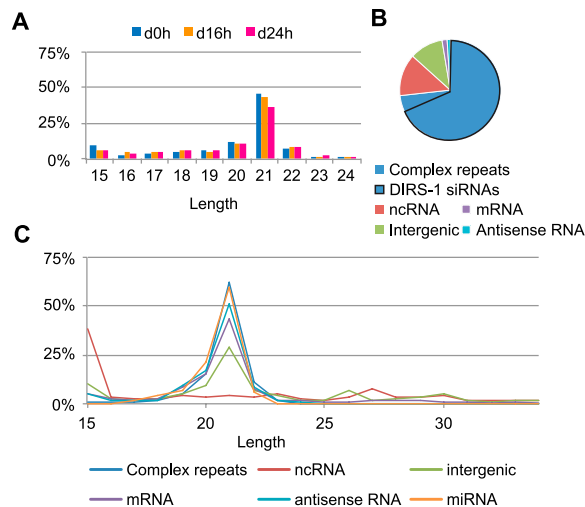 A
d0h d16h d24h
75%
50%
25%
0%
15 16 17 18 19 20 21 22 23 24
Length
B
Complex repeats
DIRS-1 siRNAs
ncRNA mRNA
Intergenic Antisense RNA
C
75%
50%
25%
0%
15 20 25 30
Length
Complex repeats ncRNA intergenic
mRNA antisense RNA miRNA